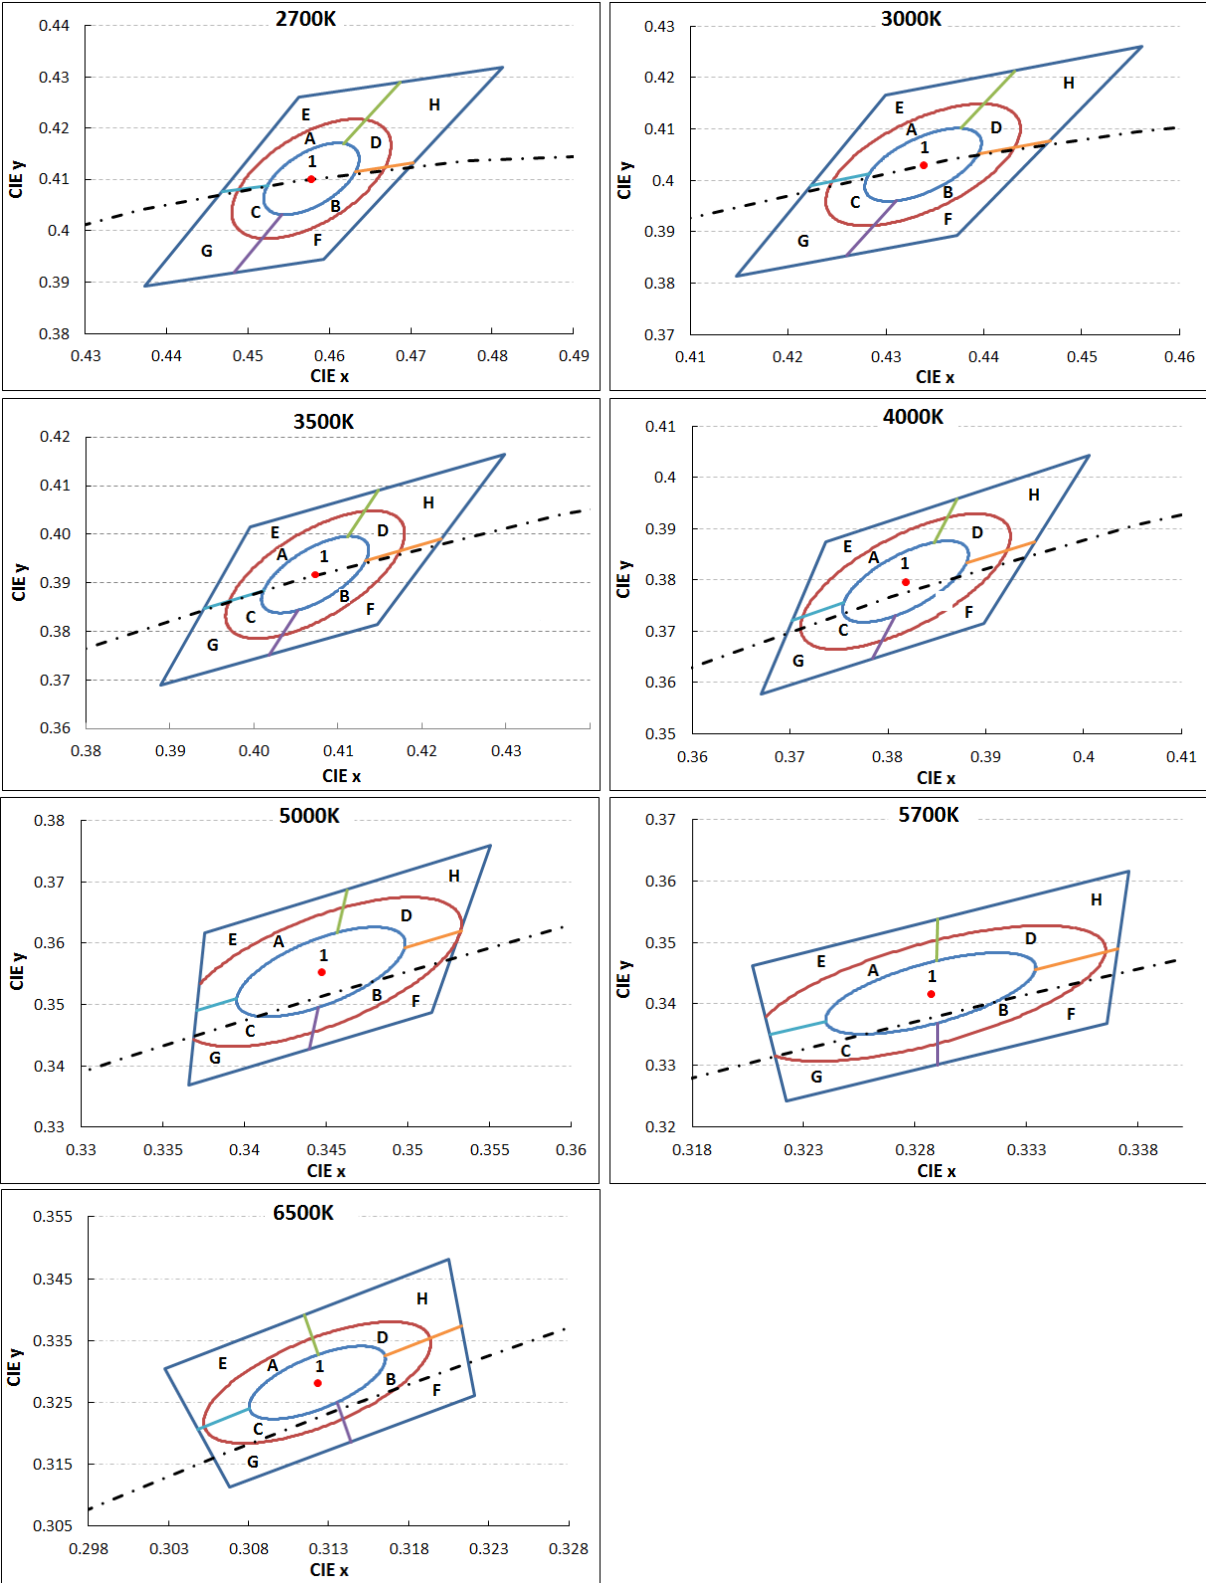 2700K
0.44
0.43
0.42
0.41
0.4
0.39
0.38
CIE y
E
A
1
D
H
C
B
F
G
0.43 0.44 0.45 0.46 0.47 0.48 0.49
CIE x
3000K
0.43
0.42
0.41
0.4
0.39
0.38
0.37
CIE y
H
E
A
D
1
B
C
F
G
0.41 0.42 0.43 0.44 0.45 0.46
CIE x
3500K
0.42
0.41
0.40
0.39
0.38
0.37
0.36
CIE y
H
E
D
A
1
B
C
F
G
0.38 0.39 0.40 0.41 0.42 0.43
CIE x
4000K
0.41
0.4
0.39
0.38
0.37
0.36
0.35
CIE y
H
D
E
A
1
F
C
G
0.36 0.37 0.38 0.39 0.4 0.41
CIE x
5000K
0.38
0.37
0.36
0.35
0.34
0.33
CIE y
H
D
E
A
1
B
F
C
G
0.33 0.335 0.34 0.345 0.35 0.355 0.36
CIE x
5700K
0.37
0.36
0.35
0.34
0.33
0.32
CIE y
H
D
E
A
1
B
F
C
G
0.318 0.323 0.328 0.333 0.338
CIE x
6500K
0.355
0.345
0.335
0.325
0.315
0.305
CIE y
H
D
E
A
1
B
F
C
G
0.298 0.303 0.308 0.313 0.318 0.323 0.328
CIE x